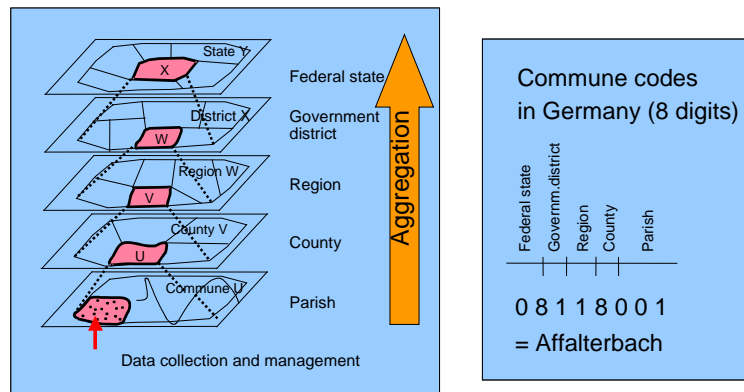 State Y
X
Federal state
District X
Government
district
W
Region W
Region
V
County V
County
U
Commune U
Parish
Aggregation
Data collection and management
Commune codes
in Germany (8 digits)
Federal state
Governm.district
Region
County
Parish
0 8 1 1 8 0 0 1
= Affalterbach